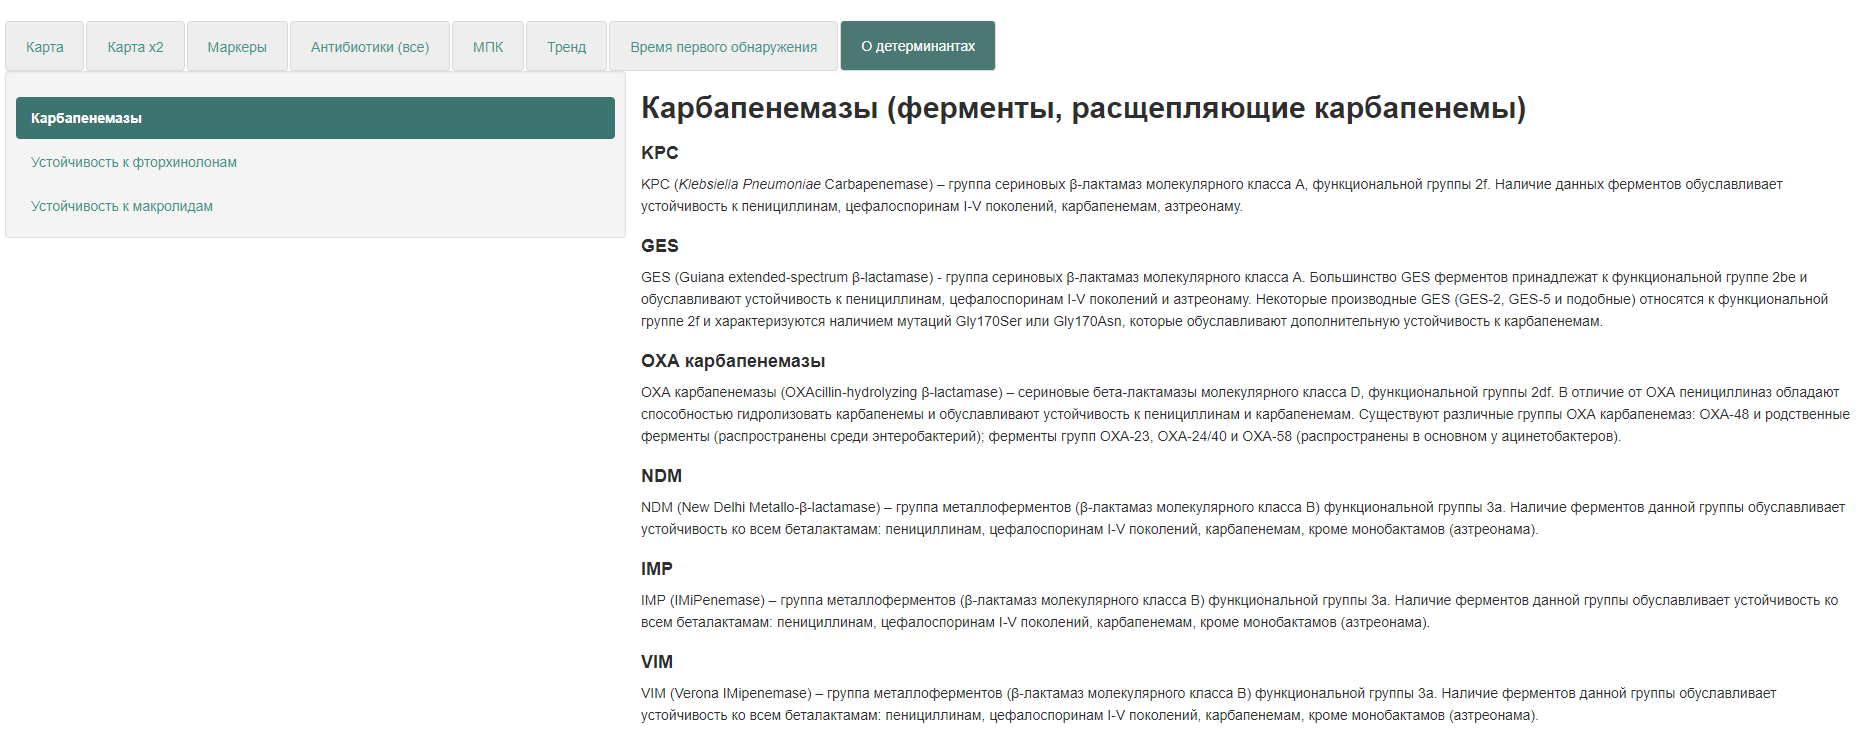 Карта
Карта x2
Маркеры
Антибиотики (все)
МПК
Тренд
Время первого обнаружения
О детерминантах
Карбапенемазы
Устойчивость к фторхинолонам
Устойчивость к макролидам
Карбапенемазы (ферменты, расщепляющие карбапенемы)
KPC
KPC (Klebsiella Pneumoniae Carbapenemase) – группа сериновых β-лактамаз молекулярного класса А, функциональной группы 2f. Наличие данных ферментов обуславливает
устойчивость к пенициллинам, цефалоспоринам I-V поколений, карбапенемам, азтреонаму.
GES
GES (Guiana extended-spectrum β-lactamase) - группа сериновых β-лактамаз молекулярного класса А. Большинство GES ферментов принадлежат к функциональной группе 2be и
обуславливают устойчивость к пенициллинам, цефалоспоринам I-V поколений и азтреонаму. Некоторые производные GES (GES-2, GES-5 и подобные) относятся к функциональной
группе 2f и характеризуются наличием мутаций Gly170Ser или Gly170Asn, которые обуславливают дополнительную устойчивость к карбапенемам.
OXA карбапенемазы
OXA карбапенемазы (OXAcillin-hydrolyzing β-lactamase) – сериновые бета-лактамазы молекулярного класса D, функциональной группы 2df. В отличие от OXA пенициллиназ обладают
способностью гидролизовать карбапенемы и обуславливают устойчивость к пенициллинам и карбапенемам. Существуют различные группы OXA карбапенемаз: OXA-48 и родственные
ферменты (распространены среди энтеробактерий); ферменты групп OXA-23, OXA-24/40 и OXA-58 (распространены в основном у ацинетобактеров).
NDM
NDM (New Delhi Metallo-β-lactamase) – группа металлоферментов (β-лактамаз молекулярного класса В) функциональной группы 3а. Наличие ферментов данной группы обуславливает
устойчивость ко всем беталактамам: пенициллинам, цефалоспоринам I-V поколений, карбапенемам, кроме монобактамов (азтреонама).
IMP
IMP (IMiPenemase) – группа металлоферментов (β-лактамаз молекулярного класса В) функциональной группы 3а. Наличие ферментов данной группы обуславливает устойчивость ко
всем беталактамам: пенициллинам, цефалоспоринам I-V поколений, карбапенемам, кроме монобактамов (азтреонама).
VIM
VIM (Verona IMipenemase) – группа металлоферментов (β-лактамаз молекулярного класса В) функциональной группы 3а. Наличие ферментов данной группы обуславливает
устойчивость ко всем беталактамам: пенициллинам, цефалоспоринам I-V поколений, карбапенемам, кроме монобактамов (азтреонама).